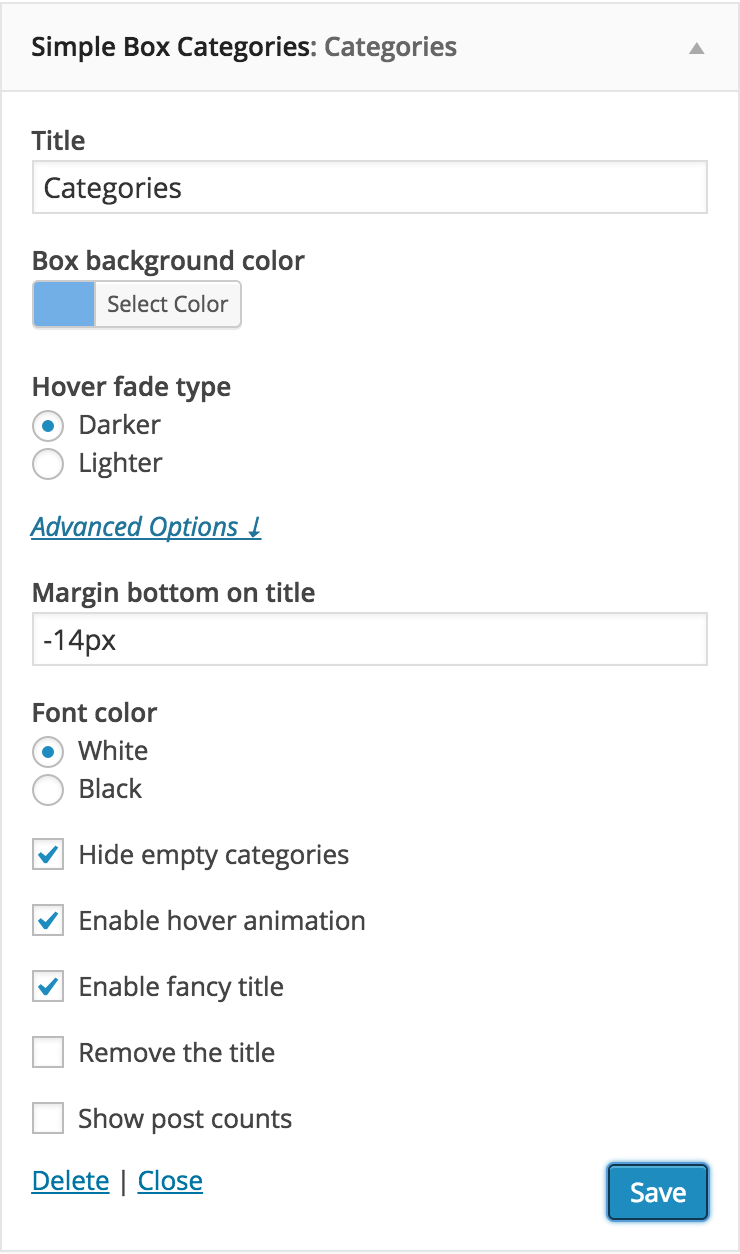 Simple Box Categories: Categories
Title
Categories
Box background color
Select Color
Hover fade type
Darker
Lighter
Advanced Options ↓
Margin bottom on title
-14px
Font color
White
Black
Hide empty categories
Enable hover animation
Enable fancy title
Remove the title
Show post counts
Delete | Close
Save